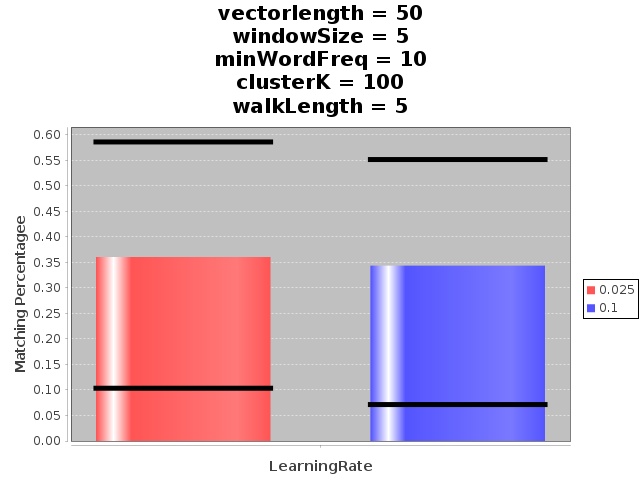 vectorlength = 50
windowSize = 5
minWordFreq = 10
clusterK = 100
walkLength = 5
0.60
0.55
0.50
0.45
0.40
0.35
0.30
0.25
0.20
0.15
0.10
0.05
0.00
Matching Percentagee
LearningRate
0.025
0.1